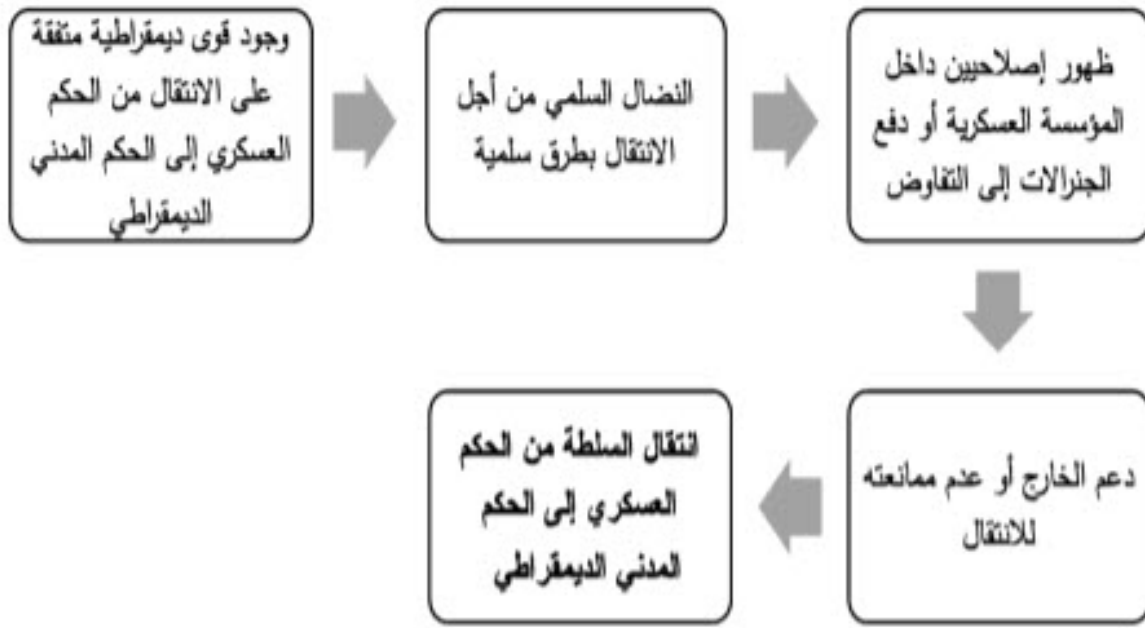 وجود قوى ديمقراطية متفقة
على الانتقال من الحكم
العسكري إلى الحكم المدني
الديمقراطي
النضال السلمي من أجل
الانتقال بطرق سلمية
ظهور إصلاحيين داخل
المؤسسة العسكرية أو دفع
الجنرالات إلى التفاوض
دعم الخارج أو عدم ممانعته
للانتقال
انتقال السلطة من الحكم
العسكري إلى الحكم
المدني الديمقراطي